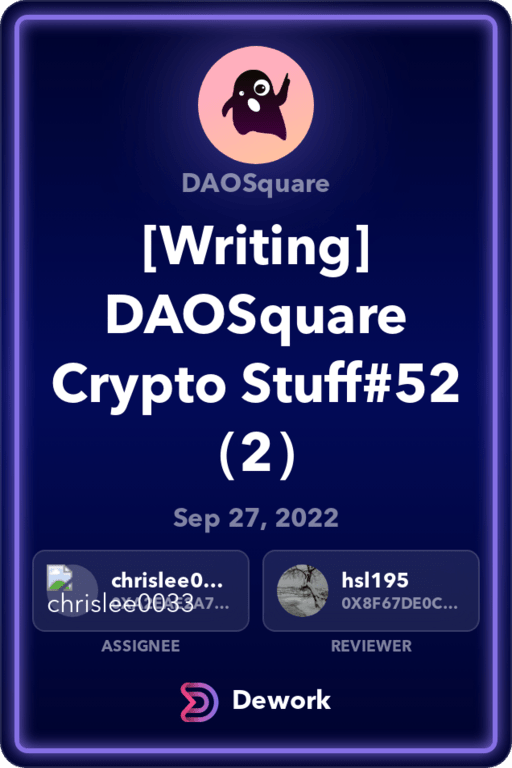 DAOSquare
[Writing]
DAOSquare
Crypto Stuff#52
(2)
Sep 27, 2022
chrislee0...
chrislee0033
ASSIGNEE
hsl195
0X8F67DE0C...
REVIEWER
Dework